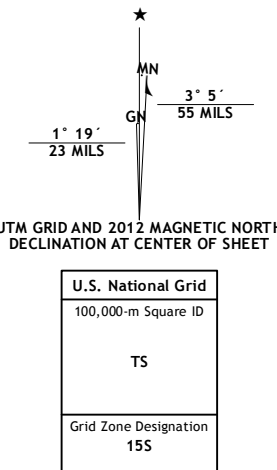 ★
MN
3° 5´
55 MILS
GN
1° 19´
23 MILS
UTM GRID AND 2012 MAGNETIC NORTH
DECLINATION AT CENTER OF SHEET
U.S. National Grid
100,000-m Square ID
TS
Grid Zone Designation
15S